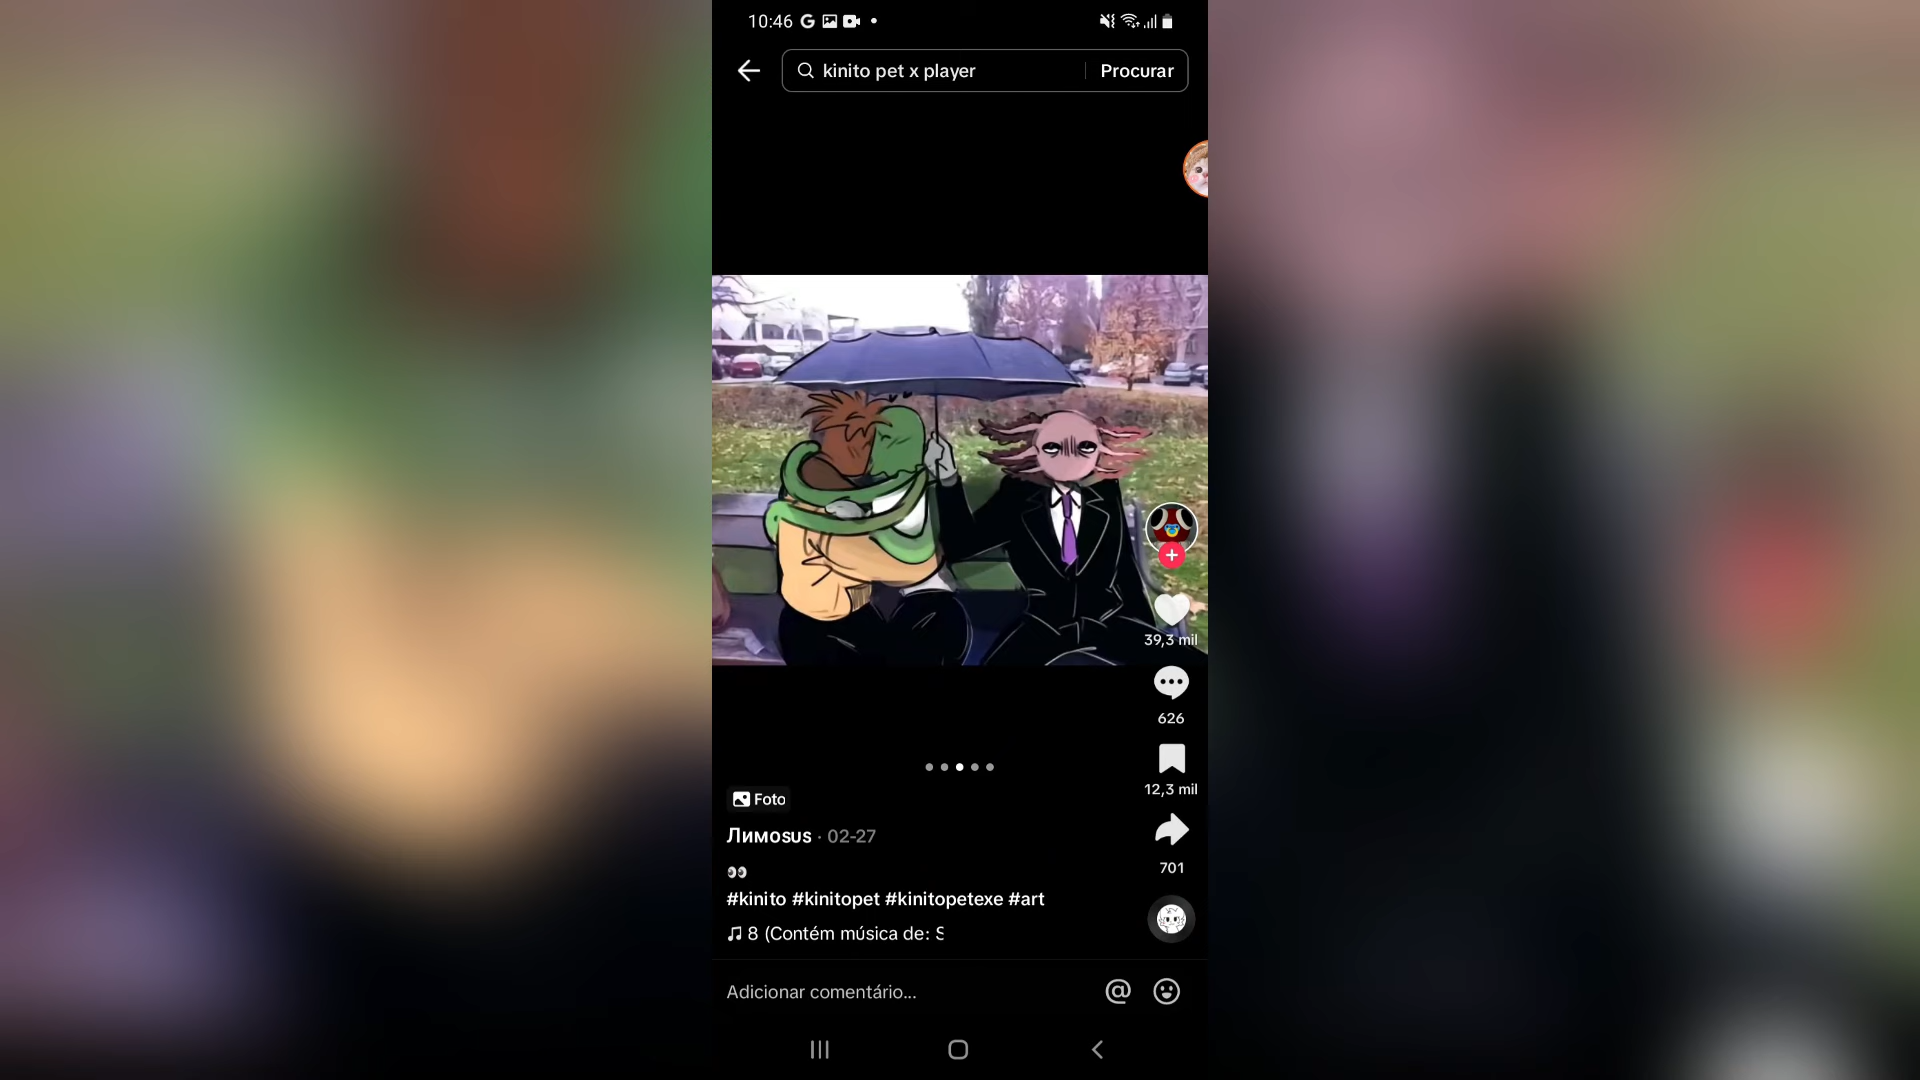 10:46
kinito pet x player
Procurar
39,3 mil
626
12,3 mil
701
Foto
Лимosus · 02-27
#kinito #kinitopet #kinitopetexe #art
8 (Contém música de: S
Adicionar comentário...